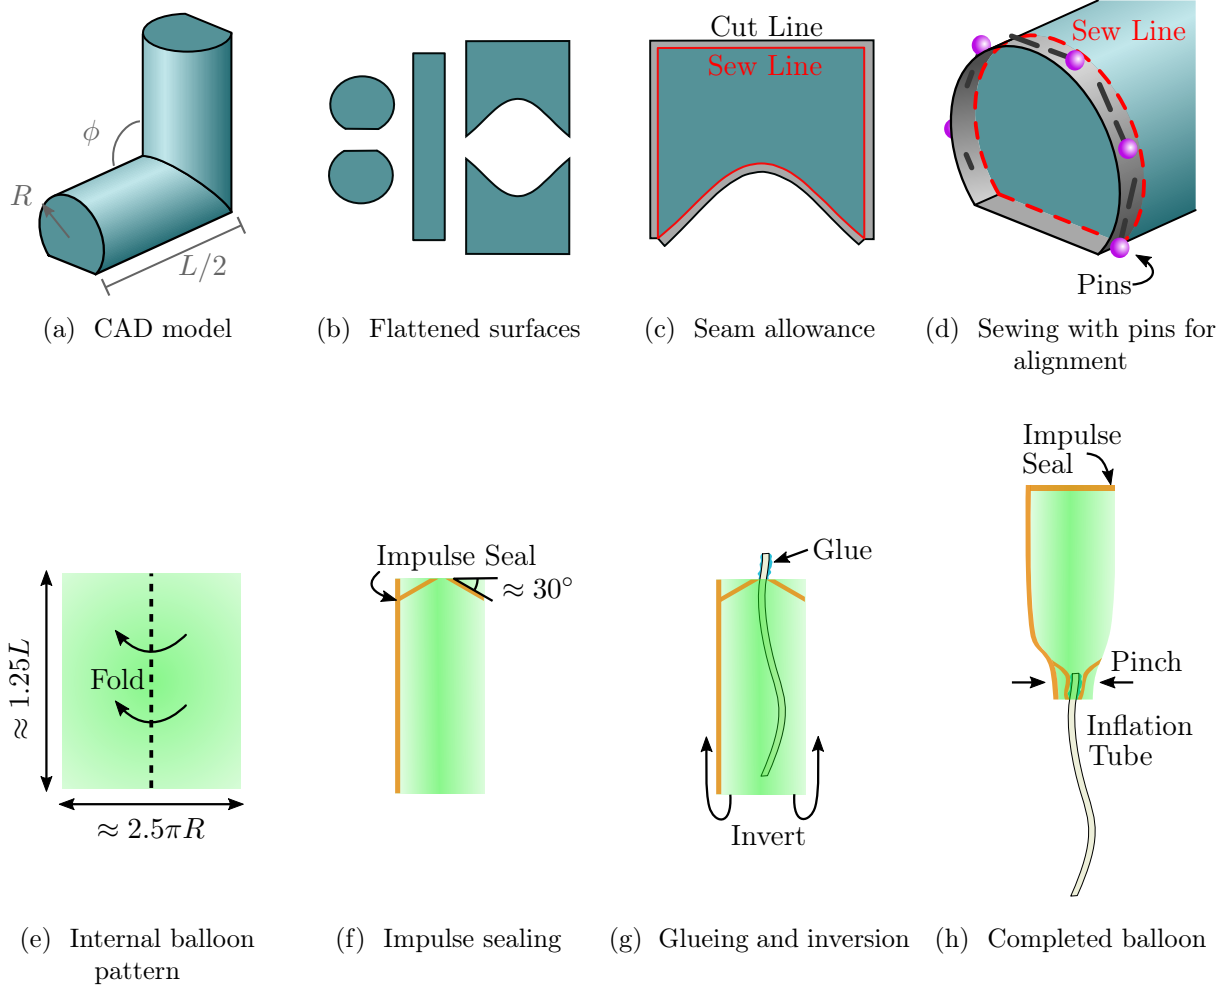 R
ϕ
L/2
(a) CAD model
(b) Flattened surfaces
Cut Line
Sew Line
(c) Seam allowance
Sew Line
Pins
(d) Sewing with pins for
alignment
≈ 1.25L
Fold
≈ 2.5πR
(e) Internal balloon
pattern
Impulse Seal
≈ 30°
(f) Impulse sealing
Glue
Invert
(g) Glueing and inversion
Impulse
Seal
Pinch
Inflation
Tube
(h) Completed balloon